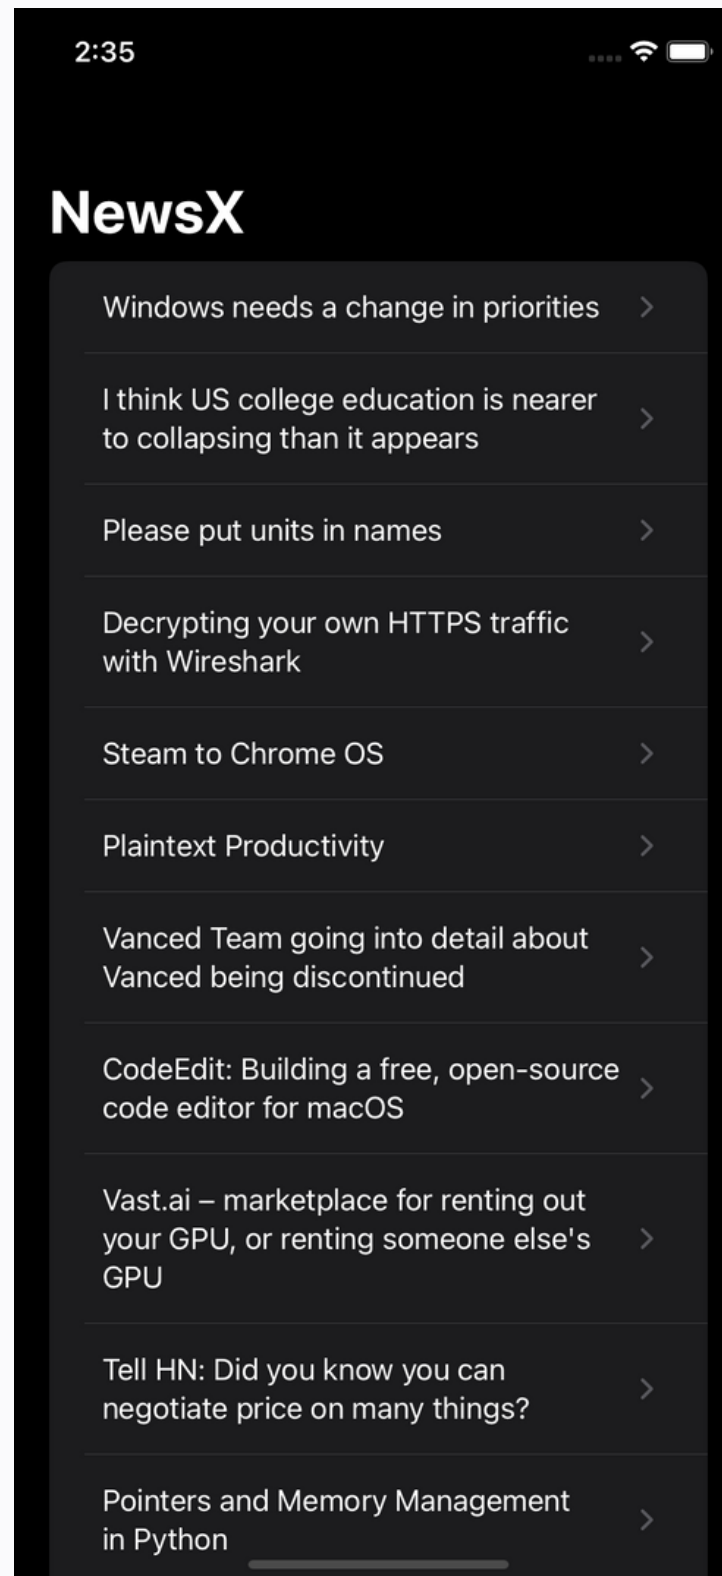 2:35
NewsX
Windows needs a change in priorities
I think US college education is nearer
to collapsing than it appears
Please put units in names
Decrypting your own HTTPS traffic
with Wireshark
Steam to Chrome OS
Plaintext Productivity
Vanced Team going into detail about
Vanced being discontinued
CodeEdit: Building a free, open-source
code editor for macOS
Vast.ai – marketplace for renting out
your GPU, or renting someone else's
GPU
Tell HN: Did you know you can
negotiate price on many things?
Pointers and Memory Management
in Python